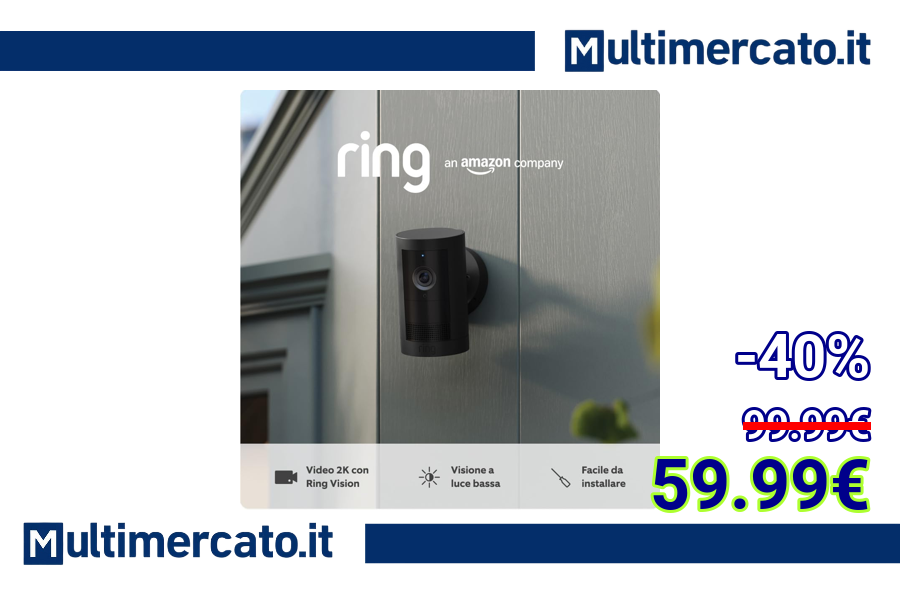 Multimercato.it
ring an amazon company
-40%
99.99€
Video 2K con
Ring Vision
Visione a
luce bassa
Facile da
installare
59.99€
Multimercato.it